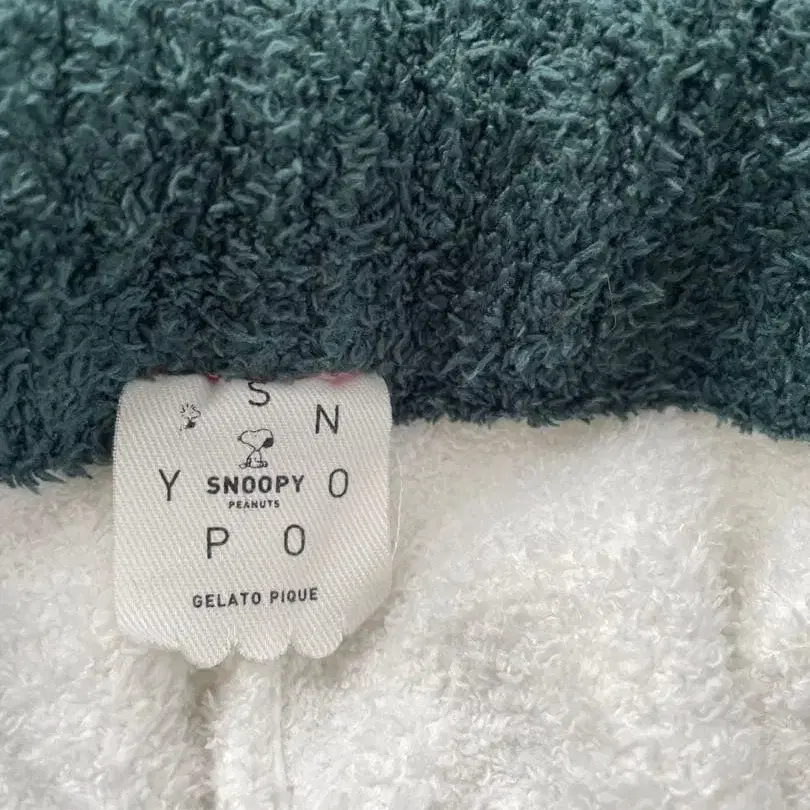 S
N
Y SNOOPY O
PEANUTS
P O
GELATO PIQUE